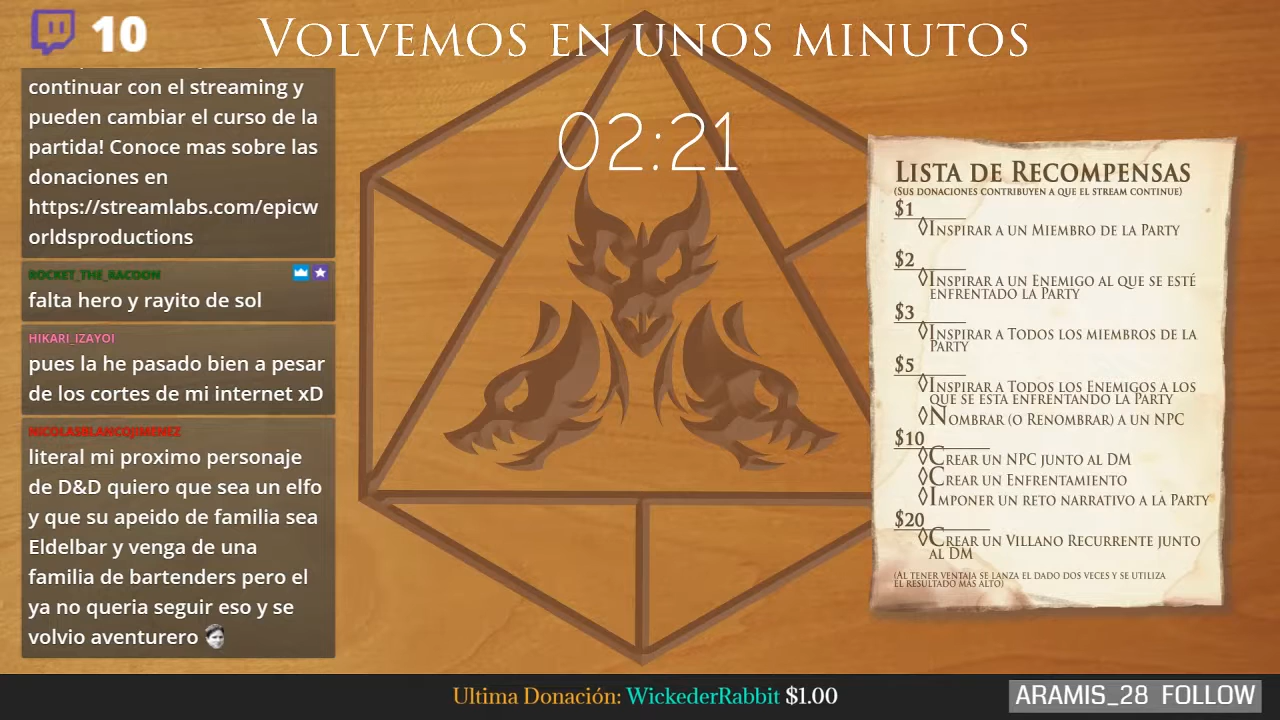 10
VOLVEMOS EN UNOS MINUTOS
02:21
continuar con el streaming y
pueden cambiar el curso de la
partida! Conoce mas sobre las
donaciones en
https://streamlabs.com/epicw
orldsproductions
ROCKET_THE_RACOON
falta hero y rayito de sol
HIKARI_IZAYOI
pues la he pasado bien a pesar
de los cortes de mi internet xD
NICOLASBLANCOJIMENEZ
literal mi proximo personaje
de D&D quiero que sea un elfo
y que su apeido de familia sea
Eldelbar y venga de una
familia de bartenders pero el
ya no queria seguir eso y se
volvio aventurero
LISTA DE RECOMPENSAS
(SUS DONACIONES CONTRIBUYEN A QUE EL STREAM CONTINUE)
$1
◊INSPIRAR A UN MIEMBRO DE LA PARTY
$2
◊INSPIRAR A UN ENEMIGO AL QUE SE ESTÉ
ENFRENTADO LA PARTY
$3
◊INSPIRAR A TODOS LOS MIEMBROS DE LA
PARTY
$5
◊INSPIRAR A TODOS LOS ENEMIGOS A LOS
QUE SE ESTA ENFRENTANDO LA PARTY
◊NOMBRAR (O RENOMBRAR) A UN NPC
$10
◊CREAR UN NPC JUNTO AL DM
◊CREAR UN ENFRENTAMIENTO
◊IMPONER UN RETO NARRATIVO A LA PARTY
$20
◊CREAR UN VILLANO RECURRENTE JUNTO
AL DM
(AL TENER VENTAJA SE LANZA EL DADO DOS VECES Y SE UTILIZA
EL RESULTADO MÁS ALTO)
Ultima Donación: WickederRabbit $1.00
ARAMIS_28 FOLLOW